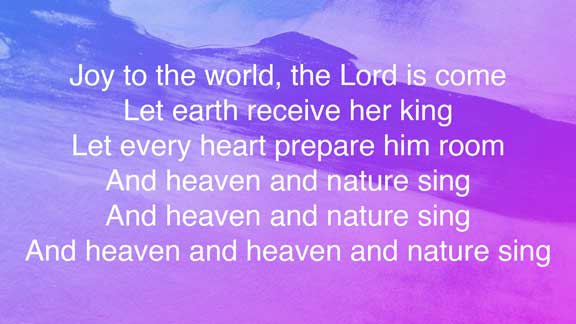 Joy to the world, the Lord is come
Let earth receive her king
Let every heart prepare him room
And heaven and nature sing
And heaven and nature sing
And heaven and heaven and nature sing